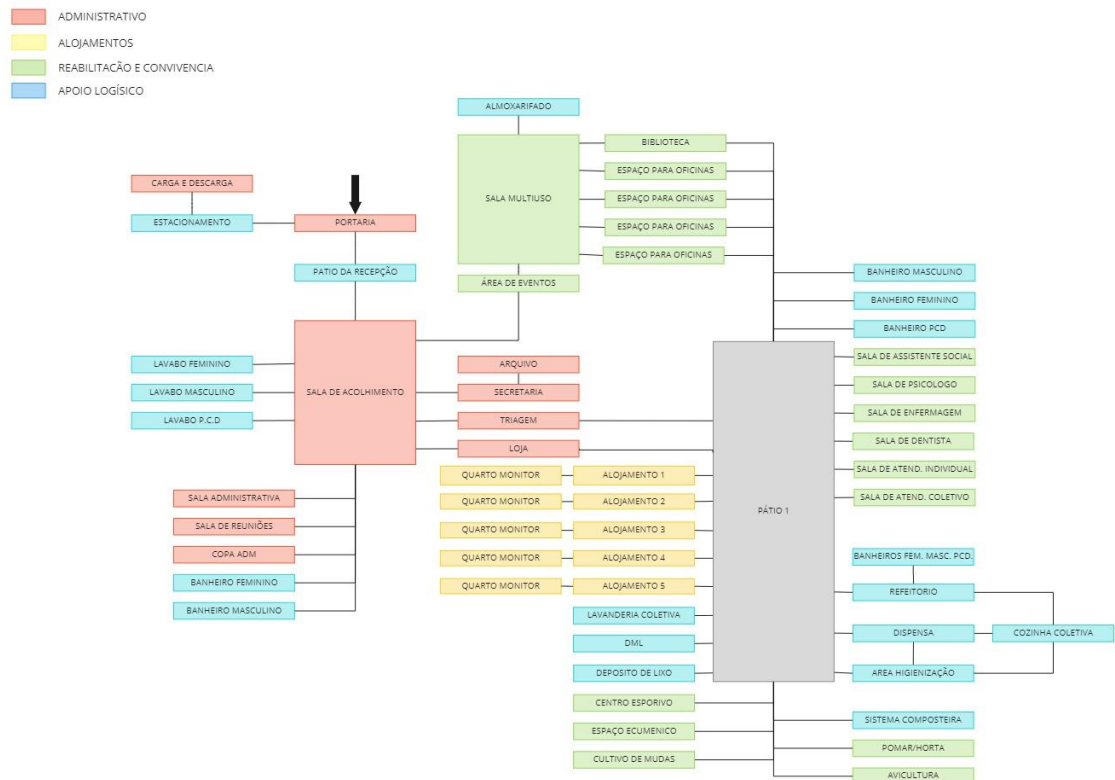 ADMINISTRATIVO
ALOJAMENTOS
REABILITACÃO E CONVIVENCIA
APOIO LOGÍSICO
ALMOXARIFADO
SALA MULTIUSO
BIBLIOTECA
ESPAÇO PARA OFICINAS
ESPAÇO PARA OFICINAS
ESPAÇO PARA OFICINAS
ESPAÇO PARA OFICINAS
ÁREA DE EVENTOS
CARGA E DESCARGA
ESTACIONAMENTO
PORTARIA
PATIO DA RECEPÇÃO
LAVABO FEMININO
LAVABO MASCULINO
LAVABO P.C.D
SALA DE ACOLHIMENTO
ARQUIVO
SECRETARIA
TRIAGEM
LOJA
SALA ADMINISTRATIVA
SALA DE REUNIÕES
COPA ADM
BANHEIRO FEMININO
BANHEIRO MASCULINO
QUARTO MONITOR
ALOJAMENTO 1
QUARTO MONITOR
ALOJAMENTO 2
QUARTO MONITOR
ALOJAMENTO 3
QUARTO MONITOR
ALOJAMENTO 4
QUARTO MONITOR
ALOJAMENTO 5
LAVANDERIA COLETIVA
DML
DEPOSITO DE LIXO
CENTRO ESPORIVO
ESPAÇO ECUMENICO
CULTIVO DE MUDAS
PÁTIO 1
BANHEIRO MASCULINO
BANHEIRO FEMININO
BANHEIRO PCD
SALA DE ASSISTENTE SOCIAL
SALA DE PSICOLOGO
SALA DE ENFERMAGEM
SALA DE DENTISTA
SALA DE ATEND. INDIVIDUAL
SALA DE ATEND. COLETIVO
BANHEIROS FEM. MASC. PCD.
REFEITORIO
DISPENSA
COZINHA COLETIVA
AREA HIGIENIZAÇÃO
SISTEMA COMPOSTEIRA
POMAR/HORTA
AVICULTURA